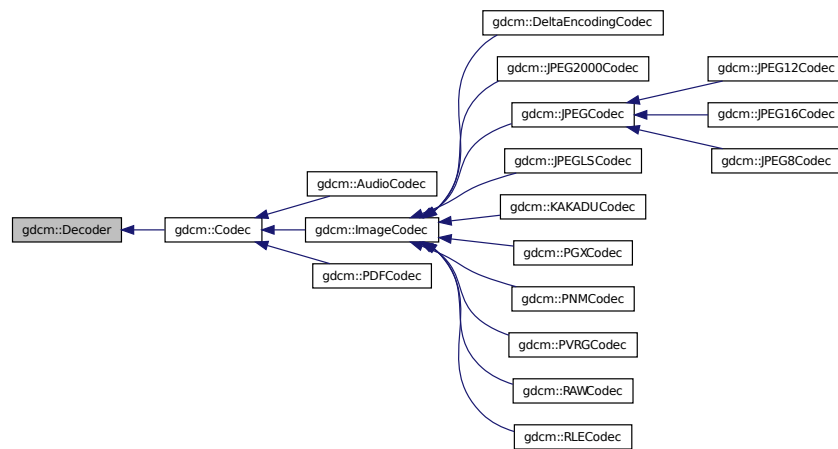 gdcm::DeltaEncodingCodec
gdcm::JPEG2000Codec
gdcm::JPEG12Codec
gdcm::JPEGCodec
gdcm::JPEG16Codec
gdcm::JPEGLSCodec
gdcm::JPEG8Codec
gdcm::AudioCodec
gdcm::KAKADUCodec
gdcm::Decoder
gdcm::Codec
gdcm::ImageCodec
gdcm::PGXCodec
gdcm::PDFCodec
gdcm::PNMCodec
gdcm::PVRGCodec
gdcm::RAWCodec
gdcm::RLECodec